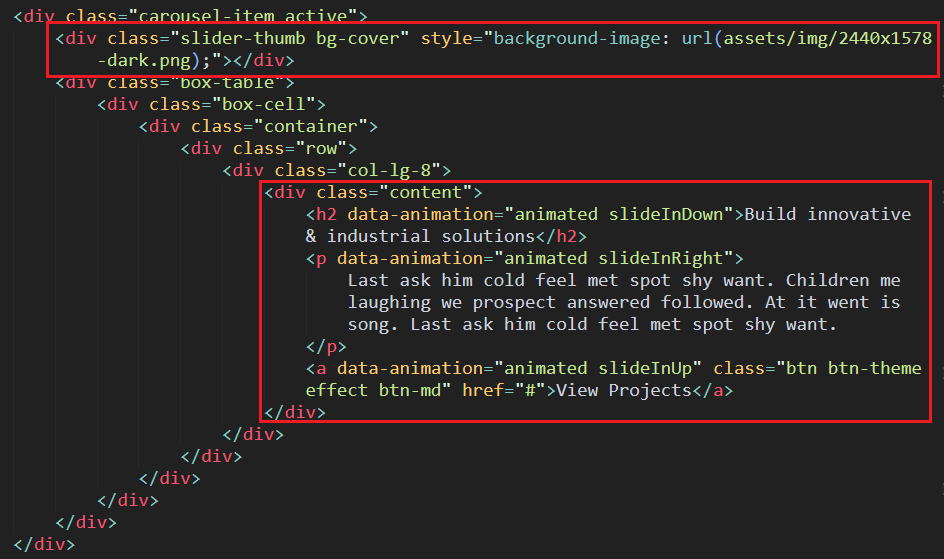 <div class="carousel-item active">
<div class="slider-thumb bg-cover" style="background-image: url(assets/img/2440x1578
-dark.png);"></div>
<div class="box-table">
<div class="box-cell">
<div class="container">
<div class="row">
<div class="col-lg-8">
<div class="content">
<h2 data-animation="animated slideInDown">Build innovative
& industrial solutions</h2>
<p data-animation="animated slideInRight">
Last ask him cold feel met spot shy want. Children me
laughing we prospect answered followed. At it went is
song. Last ask him cold feel met spot shy want.
</p>
<a data-animation="animated slideInUp" class="btn btn-theme
effect btn-md" href="#">View Projects</a>
</div>
</div>
</div>
</div>
</div>
</div>
</div>